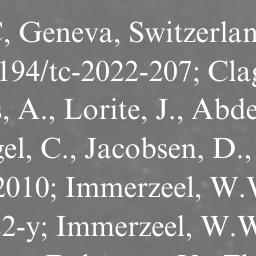 , Geneva, Switzerlan
194/tc-2022-207; Clag
, A., Lorite, J., Abde
gel, C., Jacobsen, D.,
2010; Immerzeel, W.W
2-y; Immerzeel, W.W